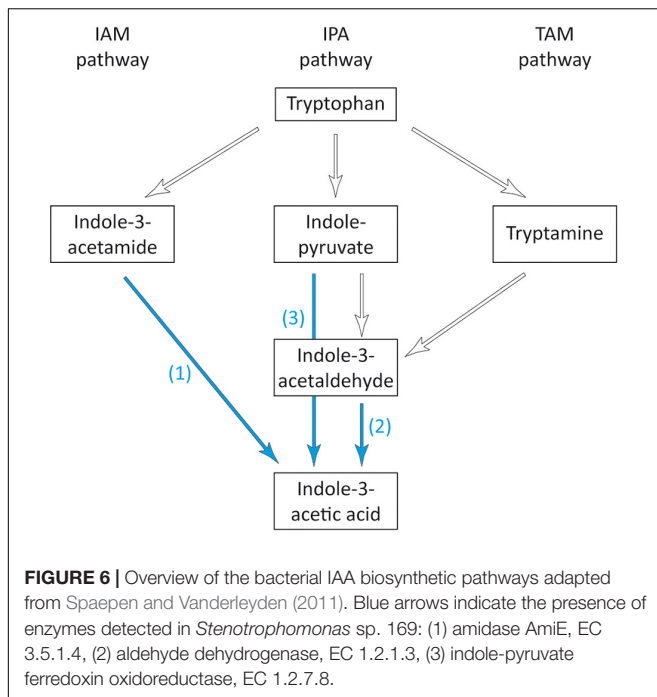 IAM
pathway
IPA
pathway
TAM
pathway
Tryptophan
Indole-3-
acetamide
Indole-
pyruvate
Tryptamine
(3)
(1)
Indole-3-
acetaldehyde
(2)
Indole-3-
acetic acid
FIGURE 6 | Overview of the bacterial IAA biosynthetic pathways adapted
from Spaepen and Vanderleyden (2011). Blue arrows indicate the presence of
enzymes detected in Stenotrophomonas sp. 169: (1) amidase AmiE, EC
3.5.1.4, (2) aldehyde dehydrogenase, EC 1.2.1.3, (3) indole-pyruvate
ferredoxin oxidoreductase, EC 1.2.7.8.